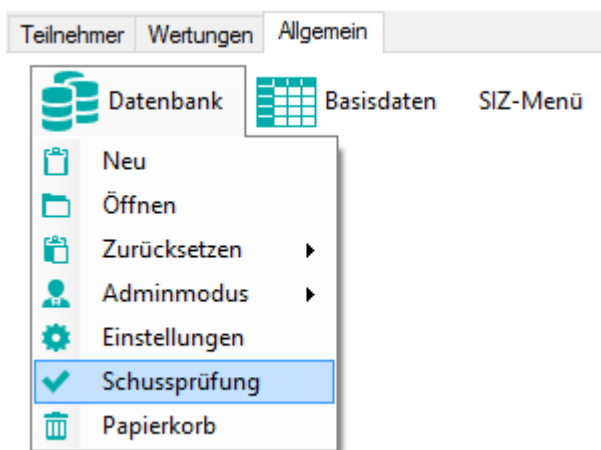 Teilnehmer Wertungen Allgemein
Datenbank Basisdaten SIZ-Menü
Neu
Öffnen
Zurücksetzen
Adminmodus
Einstellungen
Schussprüfung
Papierkorb